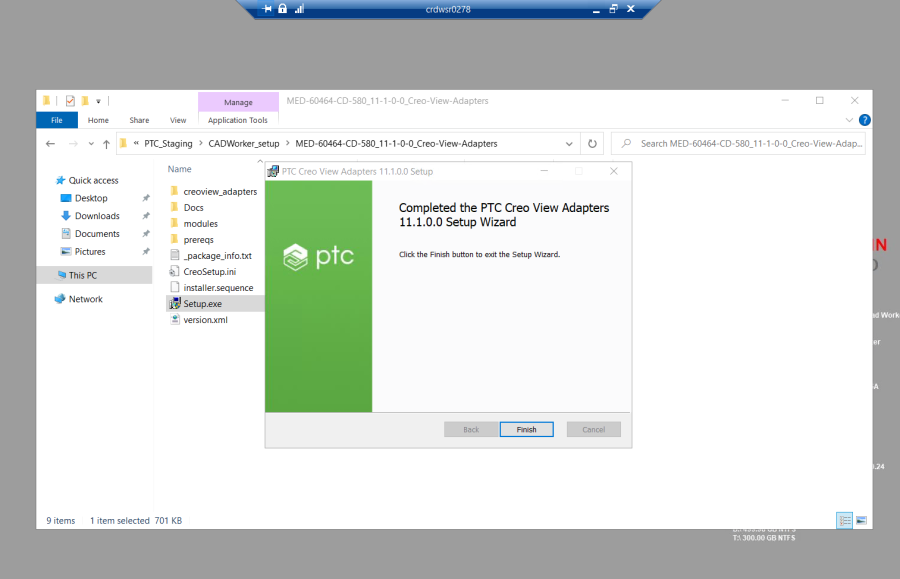 crdwsr0278
Manage
MED-60464-CD-580_11-1-0-0_Creo-View-Adapters
File
Home
Share
View
Application Tools
?
« PTC_Staging > CADWorker_setup > MED-60464-CD-580_11-1-0-0_Creo-View-Adapters
Search MED-60464-CD-580_11-1-0-0_Creo-View-Adap...
Quick access
Desktop
Downloads
Documents
Pictures
This PC
Network
Name
creoview_adapters
Docs
modules
prereqs
_package_info.txt
CreoSetup.ini
installer.sequence
Setup.exe
version.xml
PTC Creo View Adapters 11.1.0.0 Setup
ptc
Completed the PTC Creo View Adapters
11.1.0.0 Setup Wizard
Click the Finish button to exit the Setup Wizard.
Back
Finish
Cancel
N
ad Work
er
A
.24
9 items
1 item selected 701 KB
T:\ 300.00 GB NTFS